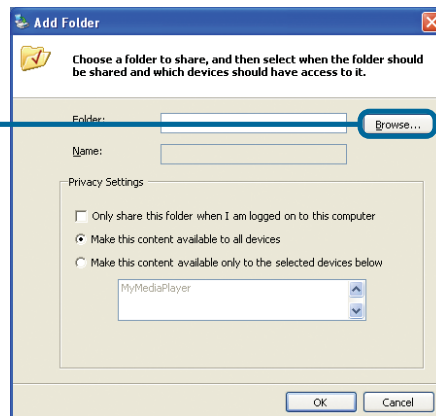 Add Folder
Choose a folder to share, and then select when the folder should
be shared and which devices should have access to it.
Folder:
Browse...
Name:
Privacy Settings
Only share this folder when I am logged on to this computer
Make this content available to all devices
Make this content available only to the selected devices below
MyMediaPlayer
OK
Cancel